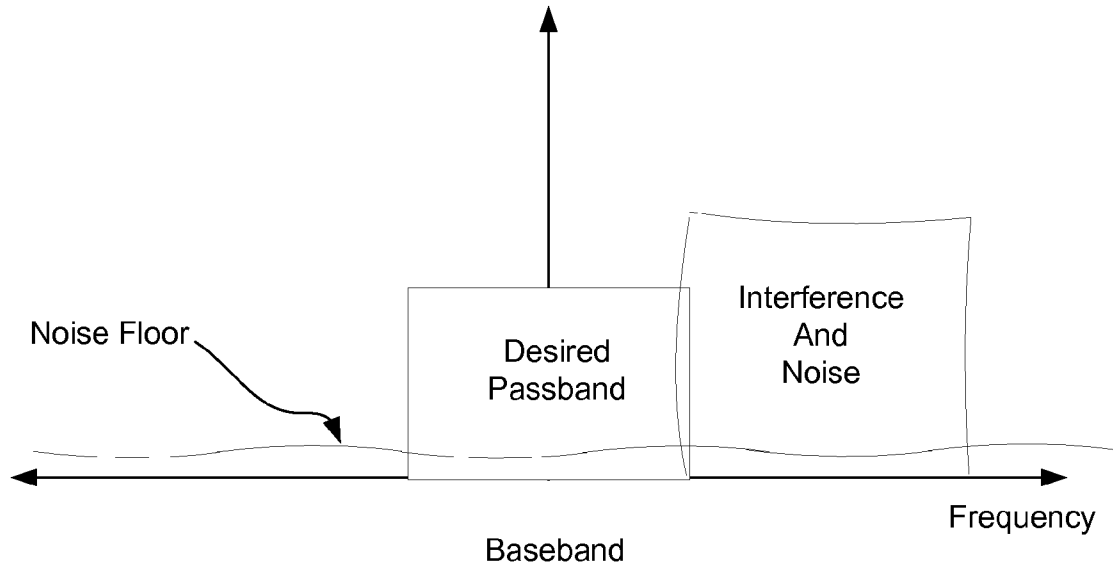 Noise Floor
Desired
Passband
Interference
And
Noise
Frequency
Baseband